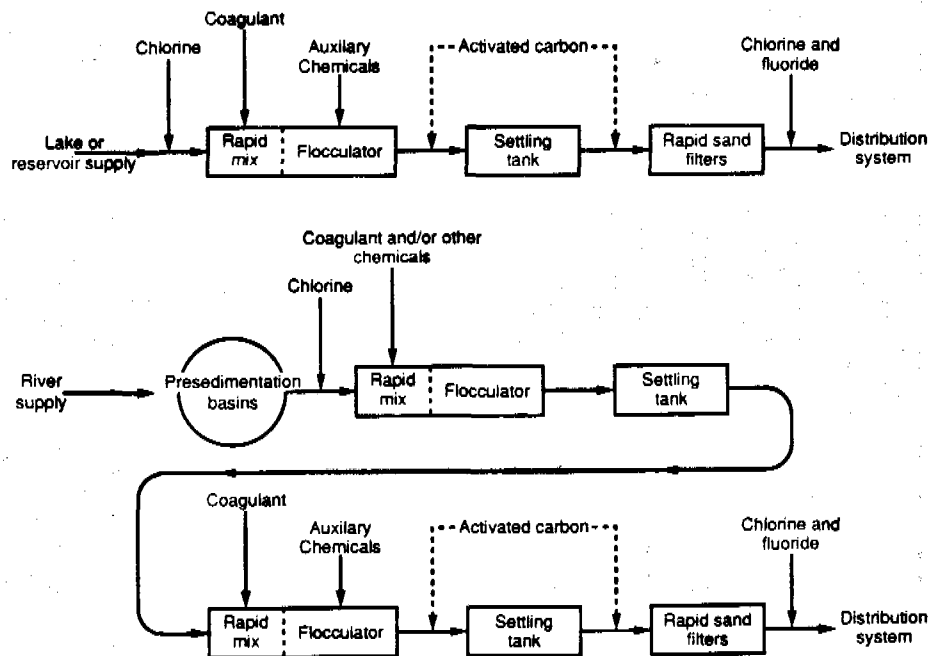 Coagulant
Chlorine
Auxilary
Chemicals
Activated carbon
Chlorine and
fluoride
Lake or
reservoir supply
Rapid
mix
Flocculator
Settling
tank
Rapid sand
filters
Distribution
system
Coagulant and/or other
chemicals
Chlorine
River
supply
Presedimentation
basins
Rapid
mix
Flocculator
Settling
tank
Coagulant
Auxilary
Chemicals
Activated carbon
Chlorine and
fluoride
Rapid
mix
Flocculator
Settling
tank
Rapid sand
filters
Distribution
system